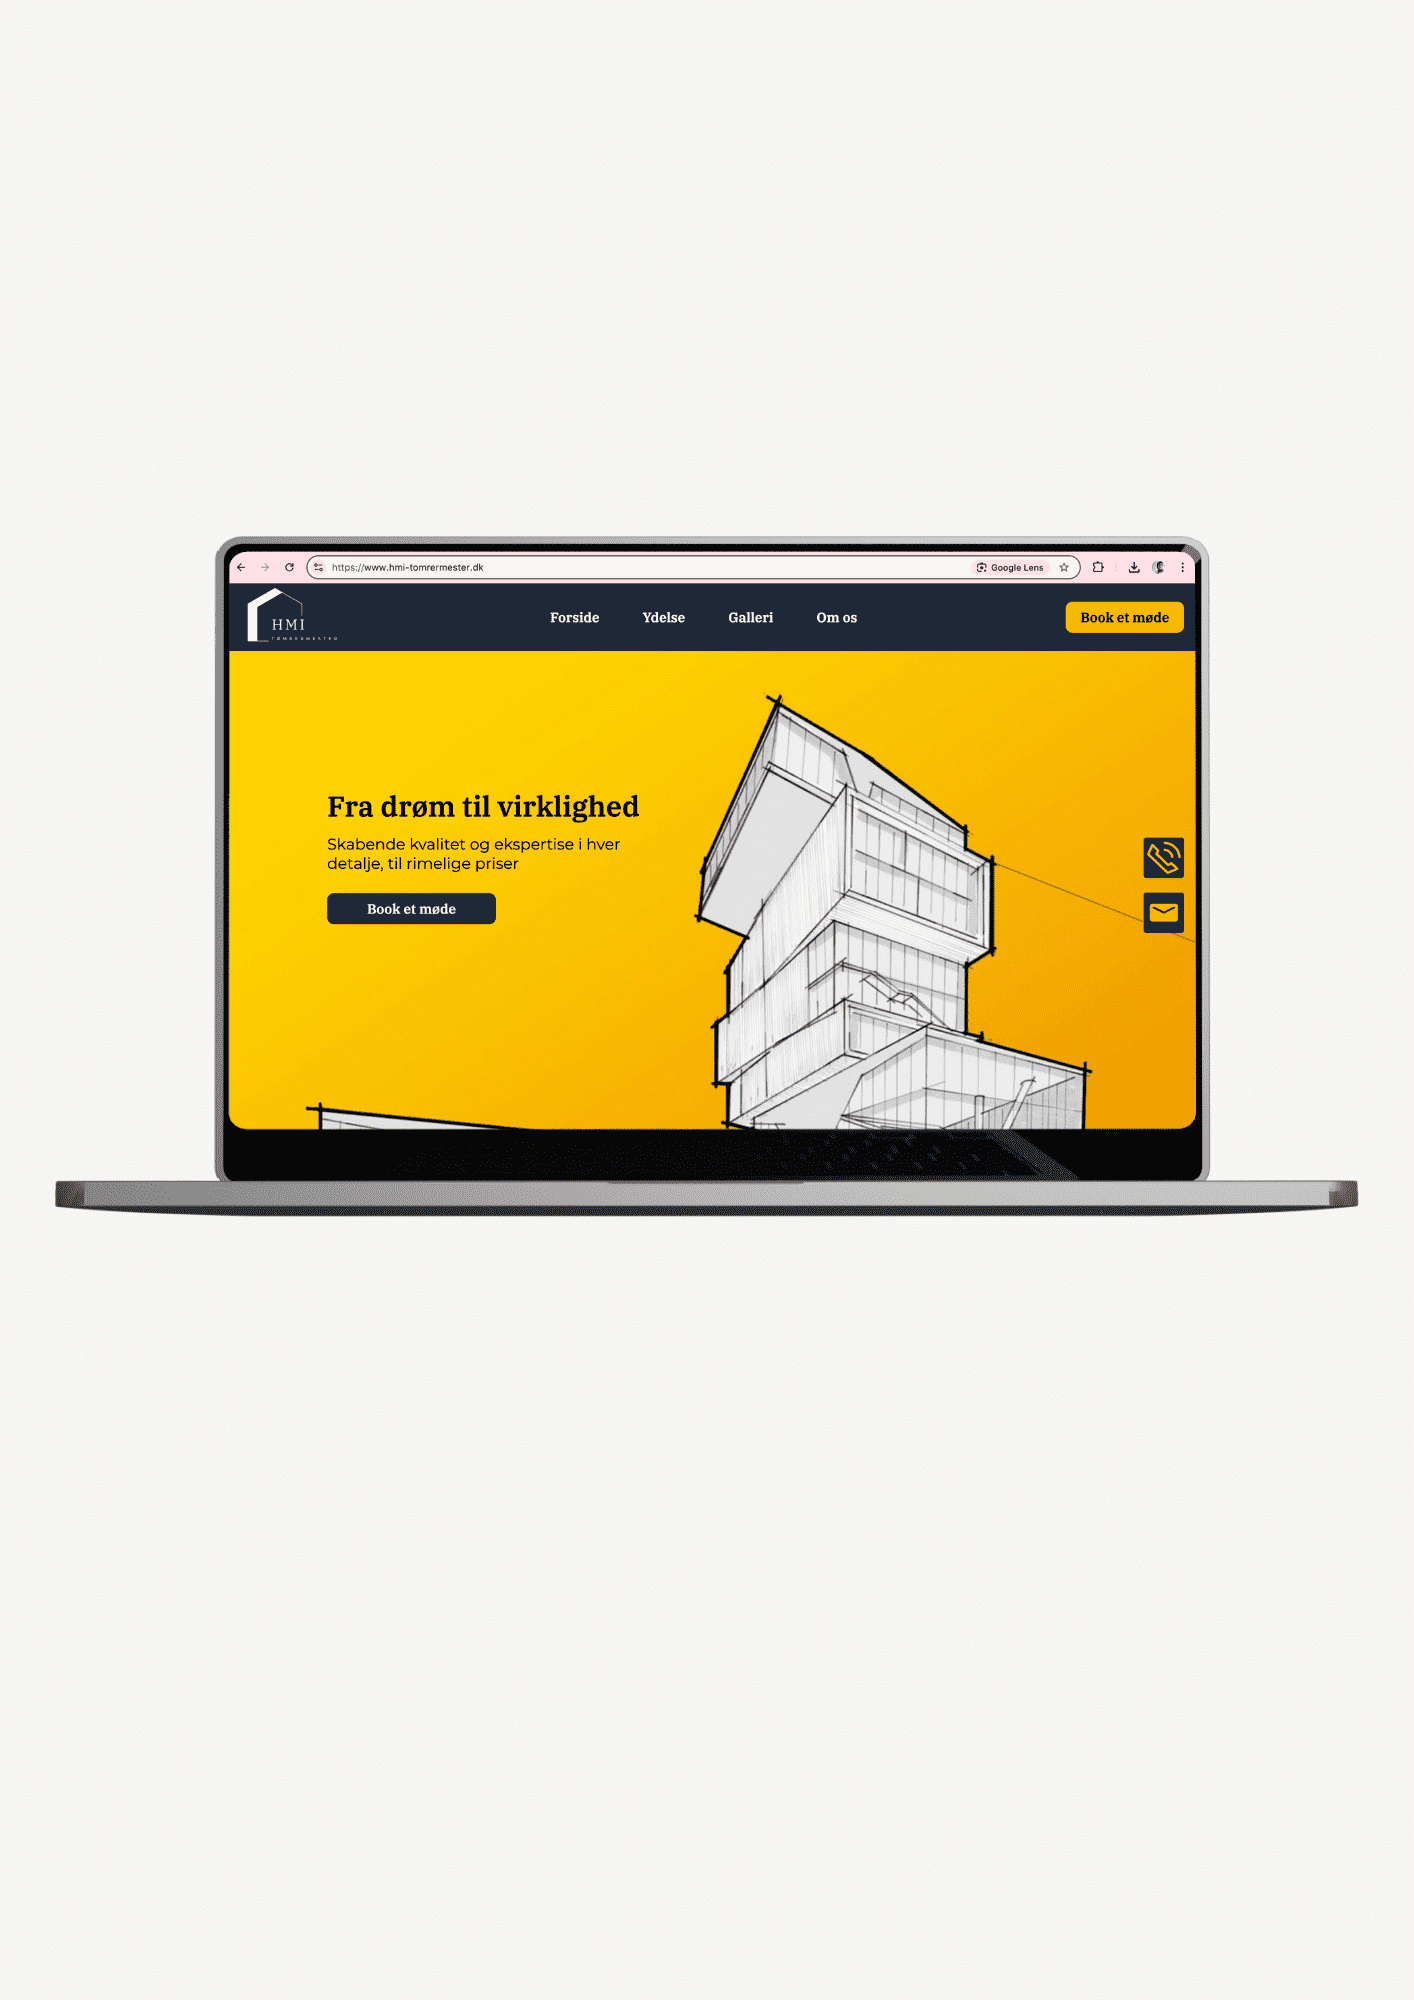 https://www.hmi-tomrermester.dk
Google Lens
HMI
TØMRERMESTER
Forside
Ydelse
Galleri
Om os
Book et møde
Fra drøm til virklighed
Skabende kvalitet og ekspertise i hver
detalje, til rimelige priser
Book et møde